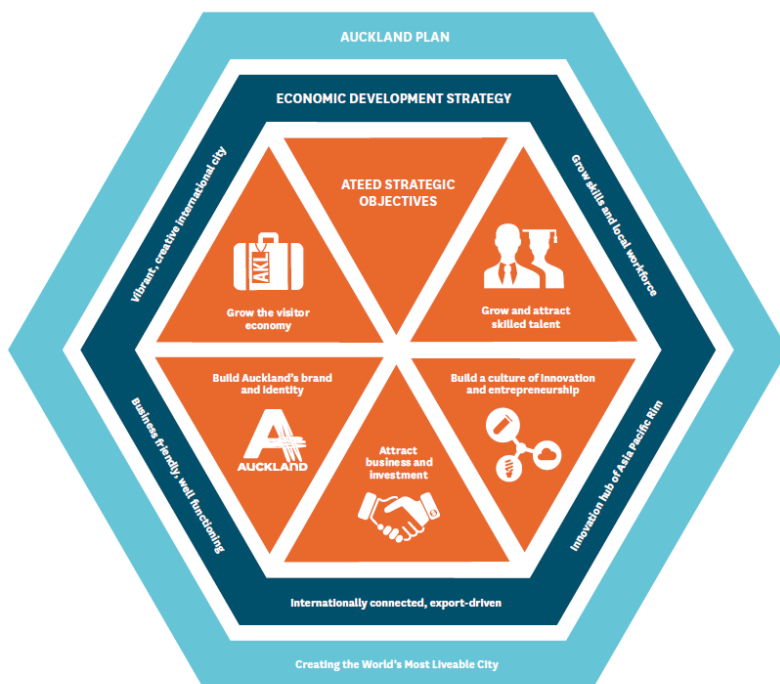 AUCKLAND PLAN
ECONOMIC DEVELOPMENT STRATEGY
Vibrant, creative international city
Grow skills and local workforce
ATEED STRATEGIC
OBJECTIVES
AKL
Grow the visitor
economy
Grow and attract
skilled talent
Build Auckland's brand
and identity
AUCKLAND
Attract
business and
investment
Build a culture of innovation
and entrepreneurship
Business friendly, well functioning
Innovation hub of Asia Pacific Rim
Internationally connected, export-driven
Creating the World's Most Liveable City